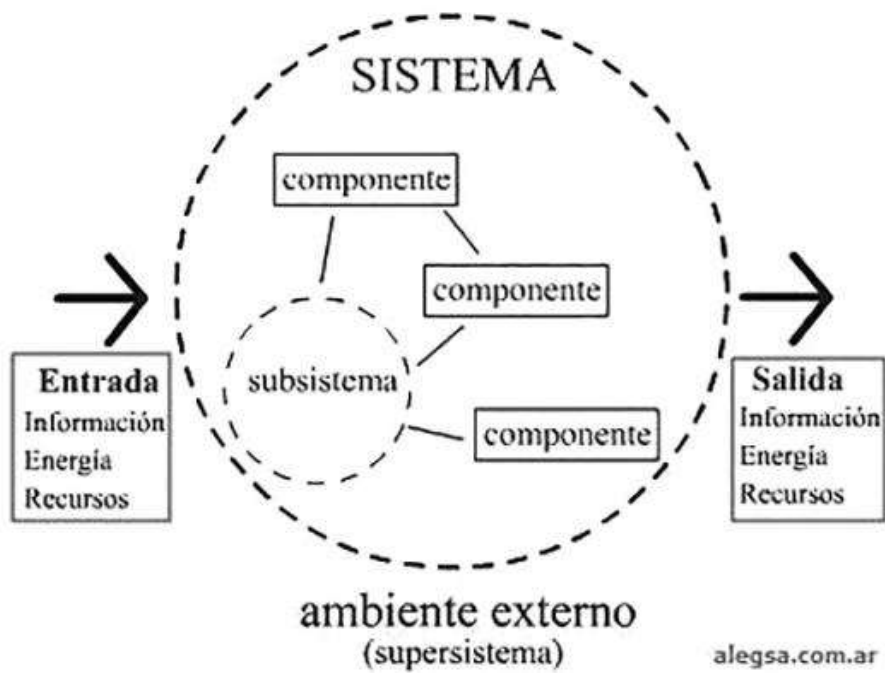 SISTEMA
componente
componente
subsistema
componente
Entrada
Información
Energía
Recursos
Salida
Información
Energía
Recursos
ambiente externo
(supersistema)
alegsa.com.ar